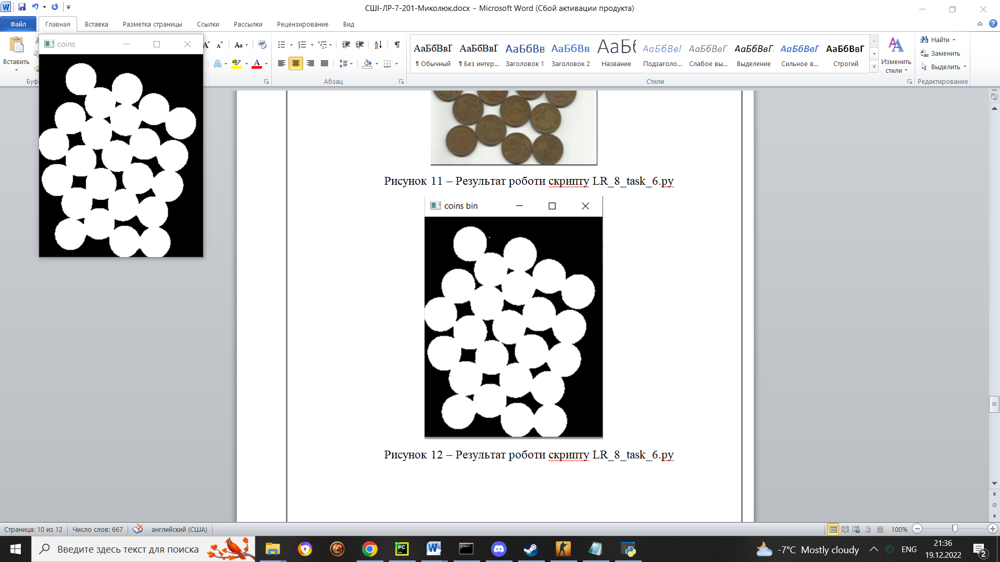 СШІ-ЛР-7-201-Миколюк.docx - Microsoft Word (Сбой активации продукта)
Файл Главная Вставка Разметка страницы Ссылки Рассылки Рецензирование Вид
coins
Вставить
Aa
АаБбВвГ АаБбВвГ АаБбВв АаБбВв АаБб АаБбВвГ АаБбВвГ АаБбВвГ АаБбВвГ АаБбВвГ
¶ Обычный ¶ Без интер... Заголовок 1 Заголовок 2 Название Подзаголо... Слабое вы... Выделение Сильное в... Строгий
Изменить стили
Найти
Заменить
Выделить
Абзац Стили Редактирование
Рисунок 11 – Результат роботи скрипту LR_8_task_6.py
coins bin
Рисунок 12 – Результат роботи скрипту LR_8_task_6.py
Страница: 10 из 12 Число слов: 667 английский (США) 100%
Введите здесь текст для поиска
-7°C Mostly cloudy ENG 21:36
19.12.2022
2